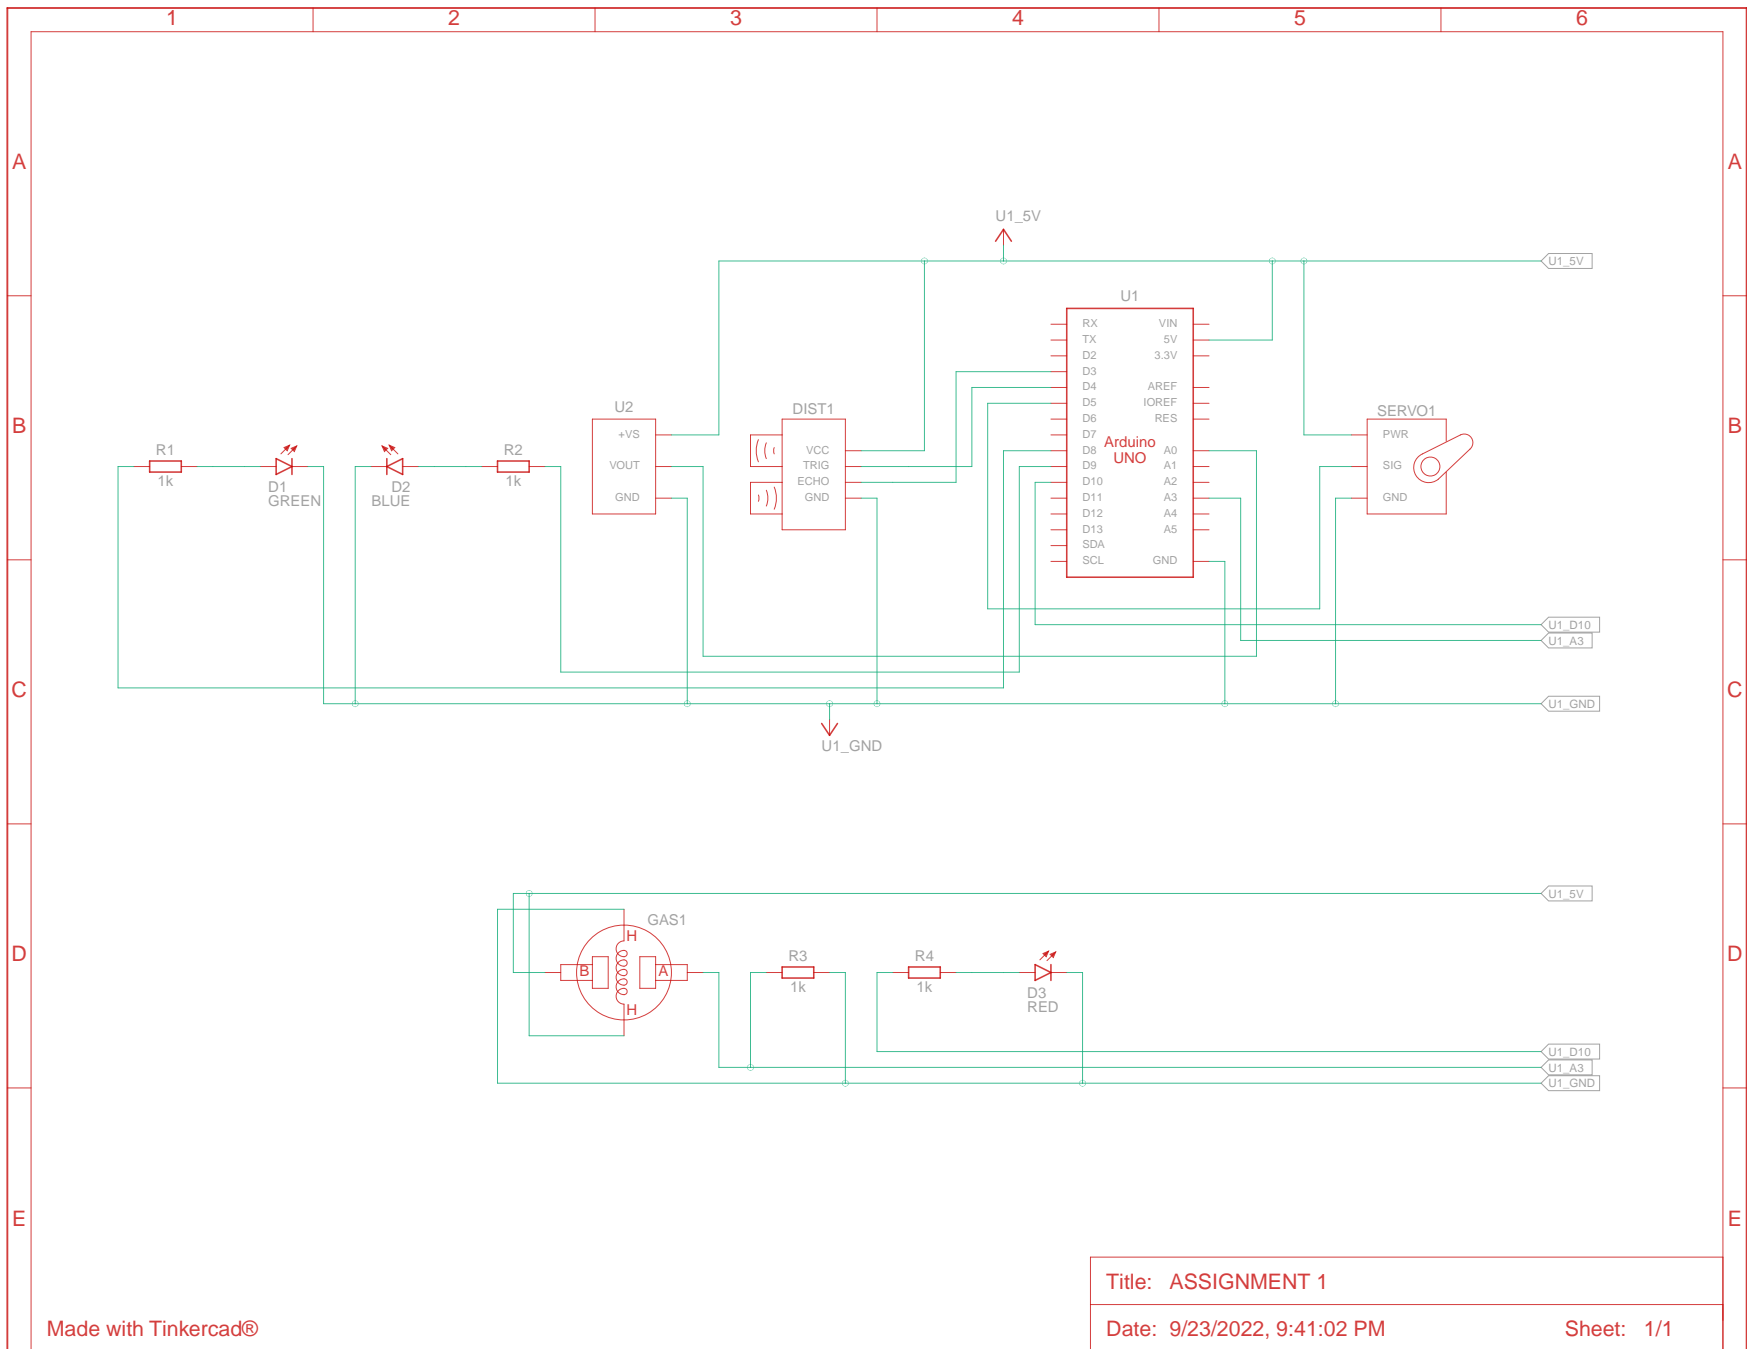 1 2 3 4 5 6
A A
U1_5V
U1_5V
B B
U1
RX VIN
TX 5V
D2 3.3V
D3
D4 AREF
D5 IOREF
D6 RES
D7
D8 A0
D9 A1
D10 A2
D11 A3
D12 A4
D13 A5
SDA
SCL GND
Arduino
UNO
U2
+VS
VOUT
GND
DIST1
VCC
TRIG
ECHO
GND
SERVO1
PWR
SIG
GND
R1
1k
D1
GREEN
D2
BLUE
R2
1k
U1_D10
U1_A3
C C
U1_GND
U1_GND
U1_5V
D D
GAS1
H
B A
H
R3
1k
R4
1k
D3
RED
U1_D10
U1_A3
U1_GND
E E
Title: ASSIGNMENT 1
Made with Tinkercad®
Date: 9/23/2022, 9:41:02 PM Sheet: 1/1